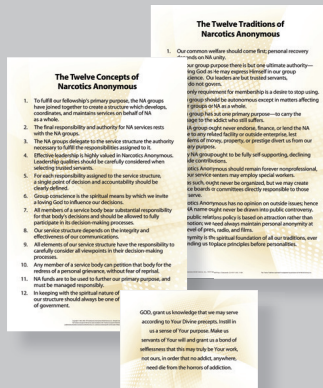 The Twelve Traditions of
Narcotics Anonymous
1. Our common welfare should come first; personal recovery
depends on NA unity.
our group purpose there is but one ultimate authority—
ving God as He may express Himself in our group
cience. Our leaders are but trusted servants,
do not govern.
only requirement for membership is a desire to stop using.
group should be autonomous except in matters affecting
groups or NA as a whole.
group has but one primary purpose—to carry the
age to the addict who still suffers.
NA group ought never endorse, finance, or lend the NA
to any related facility or outside enterprise, lest
lems of money, property, or prestige divert us from our
ary purpose.
NA group ought to be fully self-supporting, declining
ide contributions.
otics Anonymous should remain forever nonprofessional,
our service centers may employ special workers.
as such, ought never be organized, but we may create
ce boards or committees directly responsible to those
serve.
otics Anonymous has no opinion on outside issues; hence
NA name ought never be drawn into public controversy.
public relations policy is based on attraction rather than
motion; we need always maintain personal anonymity at
evel of press, radio, and films.
nymity is the spiritual foundation of all our traditions, ever
nding us to place principles before personalities.
The Twelve Concepts of
Narcotics Anonymous
1. To fulfill our fellowship's primary purpose, the NA groups
have joined together to create a structure which develops,
coordinates, and maintains services on behalf of NA
as a whole.
2. The final responsibility and authority for NA services rests
with the NA groups.
3. The NA groups delegate to the service structure the authority
necessary to fulfill the responsibilities assigned to it.
4. Effective leadership is highly valued in Narcotics Anonymous.
Leadership qualities should be carefully considered when
selecting trusted servants.
5. For each responsibility assigned to the service structure,
a single point of decision and accountability should be
clearly defined.
6. Group conscience is the spiritual means by which we invite
a loving God to influence our decisions.
7. All members of a service body bear substantial responsibility
for that body's decisions and should be allowed to fully
participate in its decision-making processes.
8. Our service structure depends on the integrity and
effectiveness of our communications.
9. All elements of our service structure have the responsibility to
carefully consider all viewpoints in their decision-making
processes.
10. Any member of a service body can petition that body for the
redress of a personal grievance, without fear of reprisal.
11. NA funds are to be used to further our primary purpose, and
must be managed responsibly.
12. In keeping with the spiritual nature of
our structure should always be one of
of government.
GOD, grant us knowledge that we may serve
according to Your Divine precepts. Instill in
us a sense of Your purpose. Make us
servants of Your will and grant us a bond of
selflessness that this may truly be Your work,
not ours, in order that no addict, anywhere,
need die from the horrors of addiction.